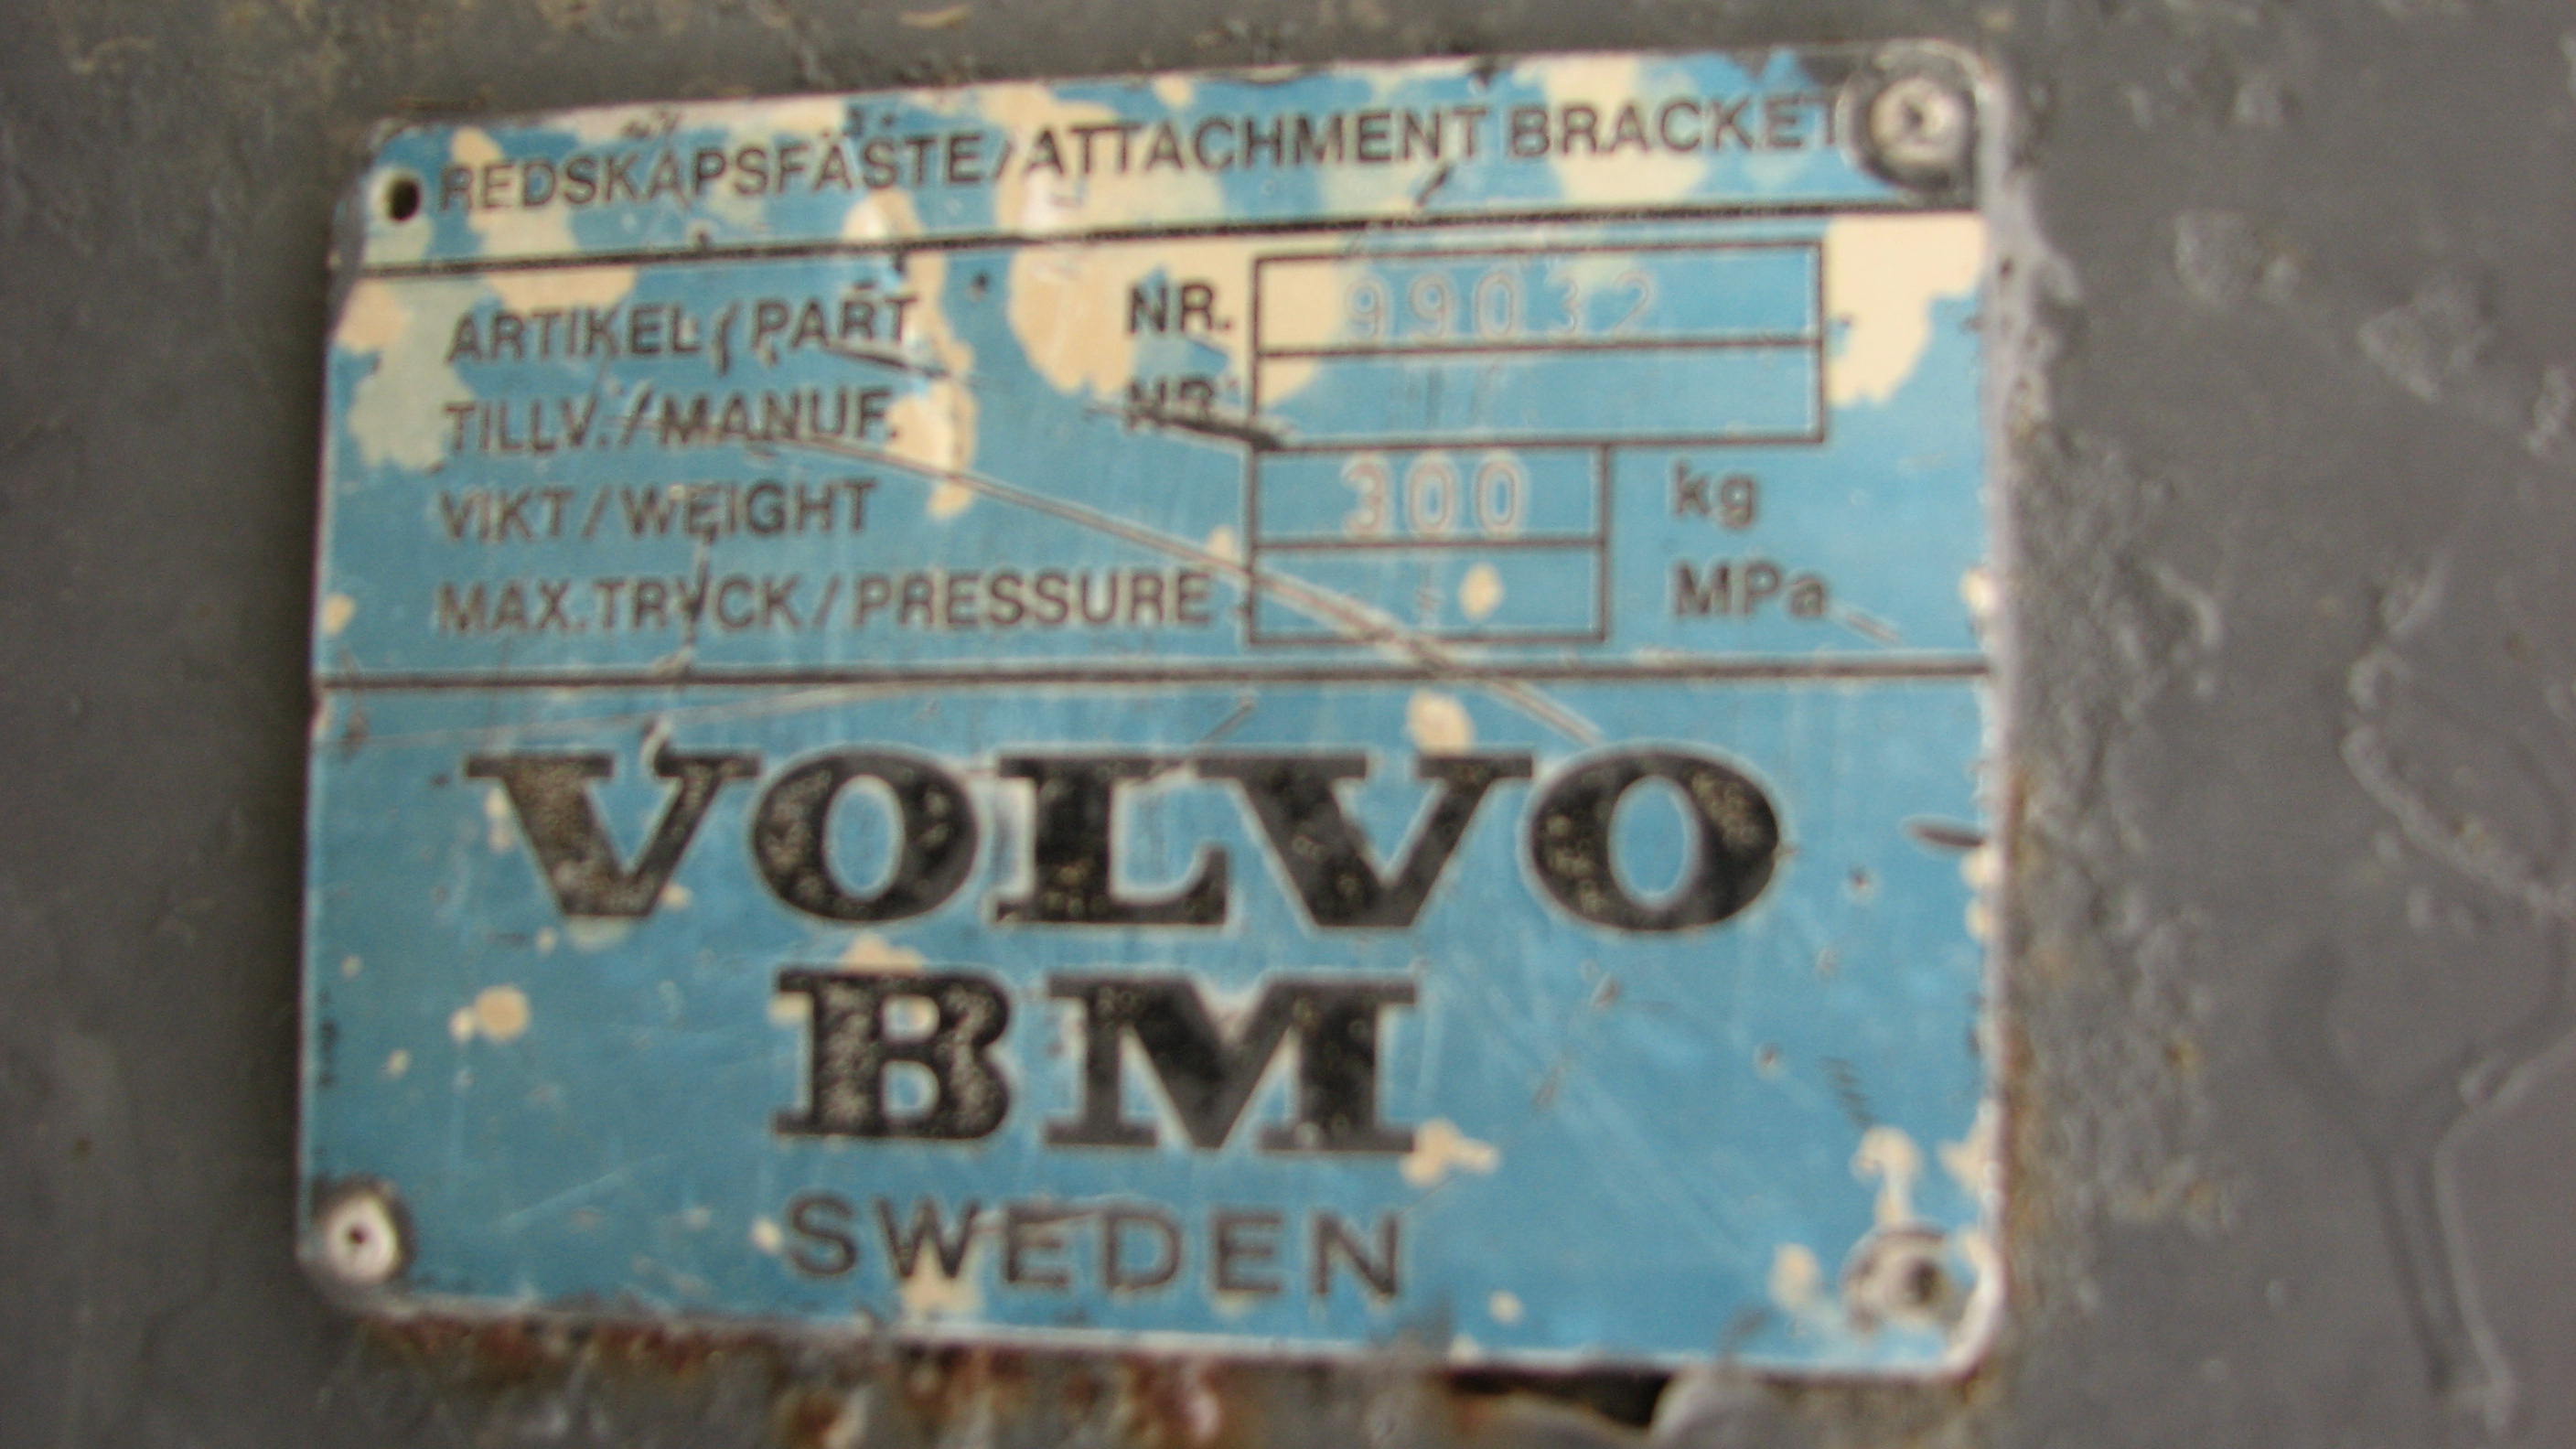 REDSKAPSFÄSTE/ATTACHMENT BRACKET
ARTIKEL/PART NR. 99032
TILLV./MANUF. NR.
VIKT/WEIGHT 300 kg
MAX.TRYCK/PRESSURE MPa
VOLVO
BM
SWEDEN